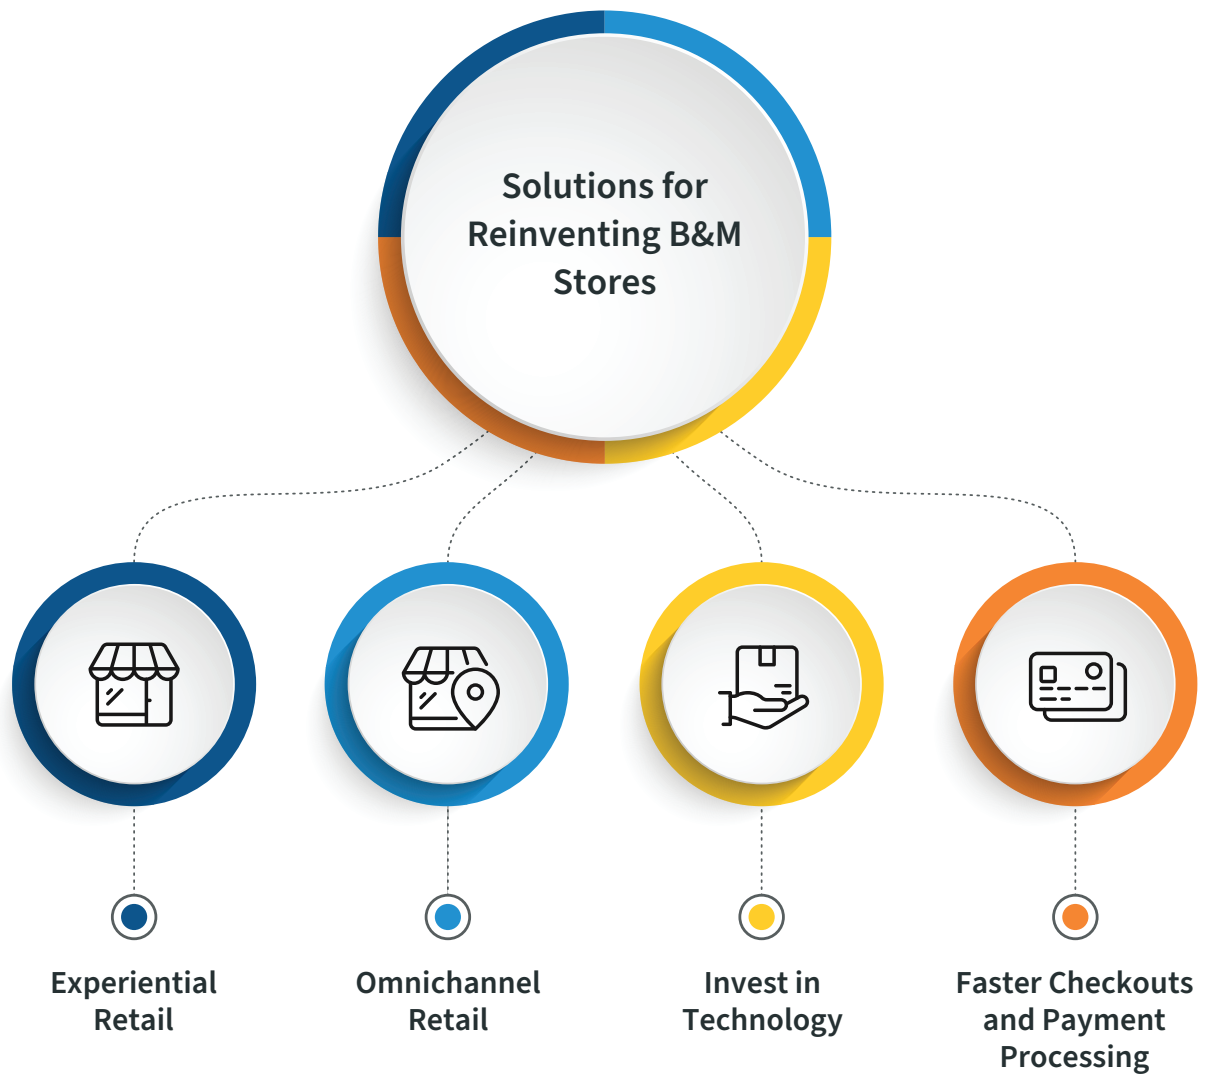 Solutions for
Reinventing B&M
Stores
Experiential
Retail
Omnichannel
Retail
Invest in
Technology
Faster Checkouts
and Payment
Processing